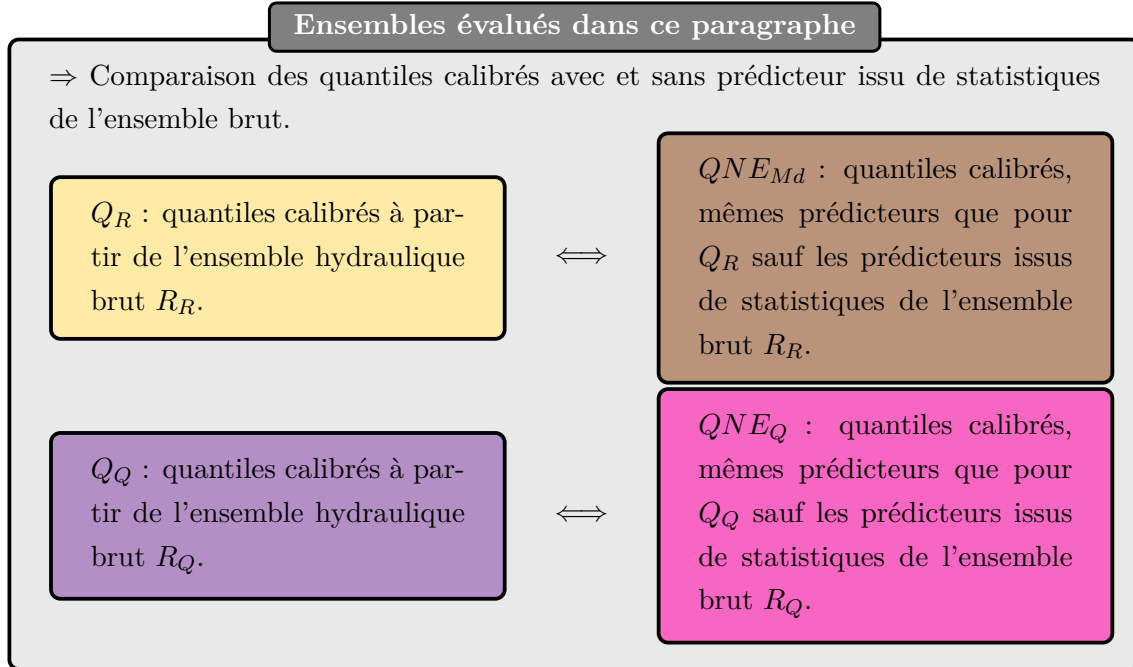 Ensembles évalués dans ce paragraphe
⇒ Comparaison des quantiles calibrés avec et sans prédicteur issu de statistiques
de l'ensemble brut.
Q_R : quantiles calibrés à par-
tir de l'ensemble hydraulique
brut R_R.
⟺
QNE_{Md} : quantiles calibrés,
mêmes prédicteurs que pour
Q_R sauf les prédicteurs issus
de statistiques de l'ensemble
brut R_R.
Q_Q : quantiles calibrés à par-
tir de l'ensemble hydraulique
brut R_Q.
⟺
QNE_Q : quantiles calibrés,
mêmes prédicteurs que pour
Q_Q sauf les prédicteurs issus
de statistiques de l'ensemble
brut R_Q.